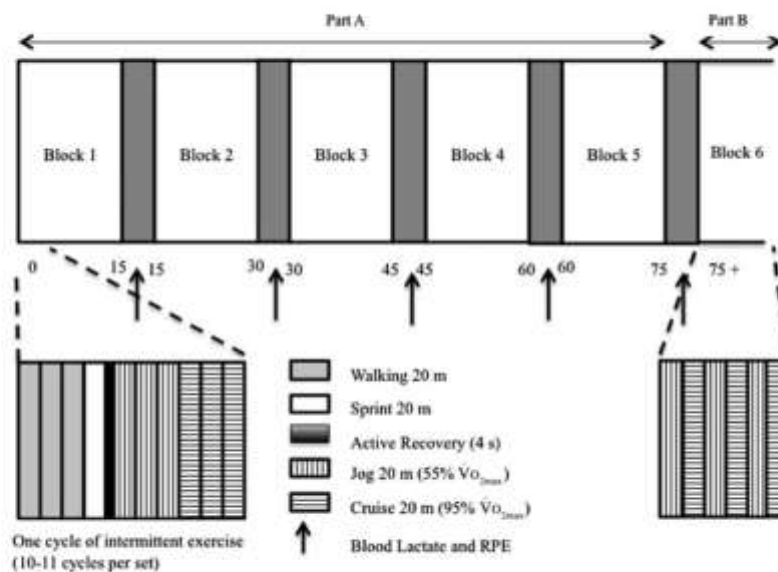 Part A Part B
Block 1 Block 2 Block 3 Block 4 Block 5 Block 6
0 15 15 30 30 45 45 60 60 75 75 +
Walking 20 m
Sprint 20 m
Active Recovery (4 s)
Jog 20 m (55% V̇O2max)
Cruise 20 m (95% V̇O2max)
Blood Lactate and RPE
One cycle of intermittent exercise
(10-11 cycles per set)